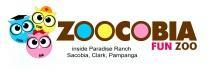 ZOOCOBIA
FUN ZOO
inside Paradise Ranch
Sacobia, Clark, Pampanga